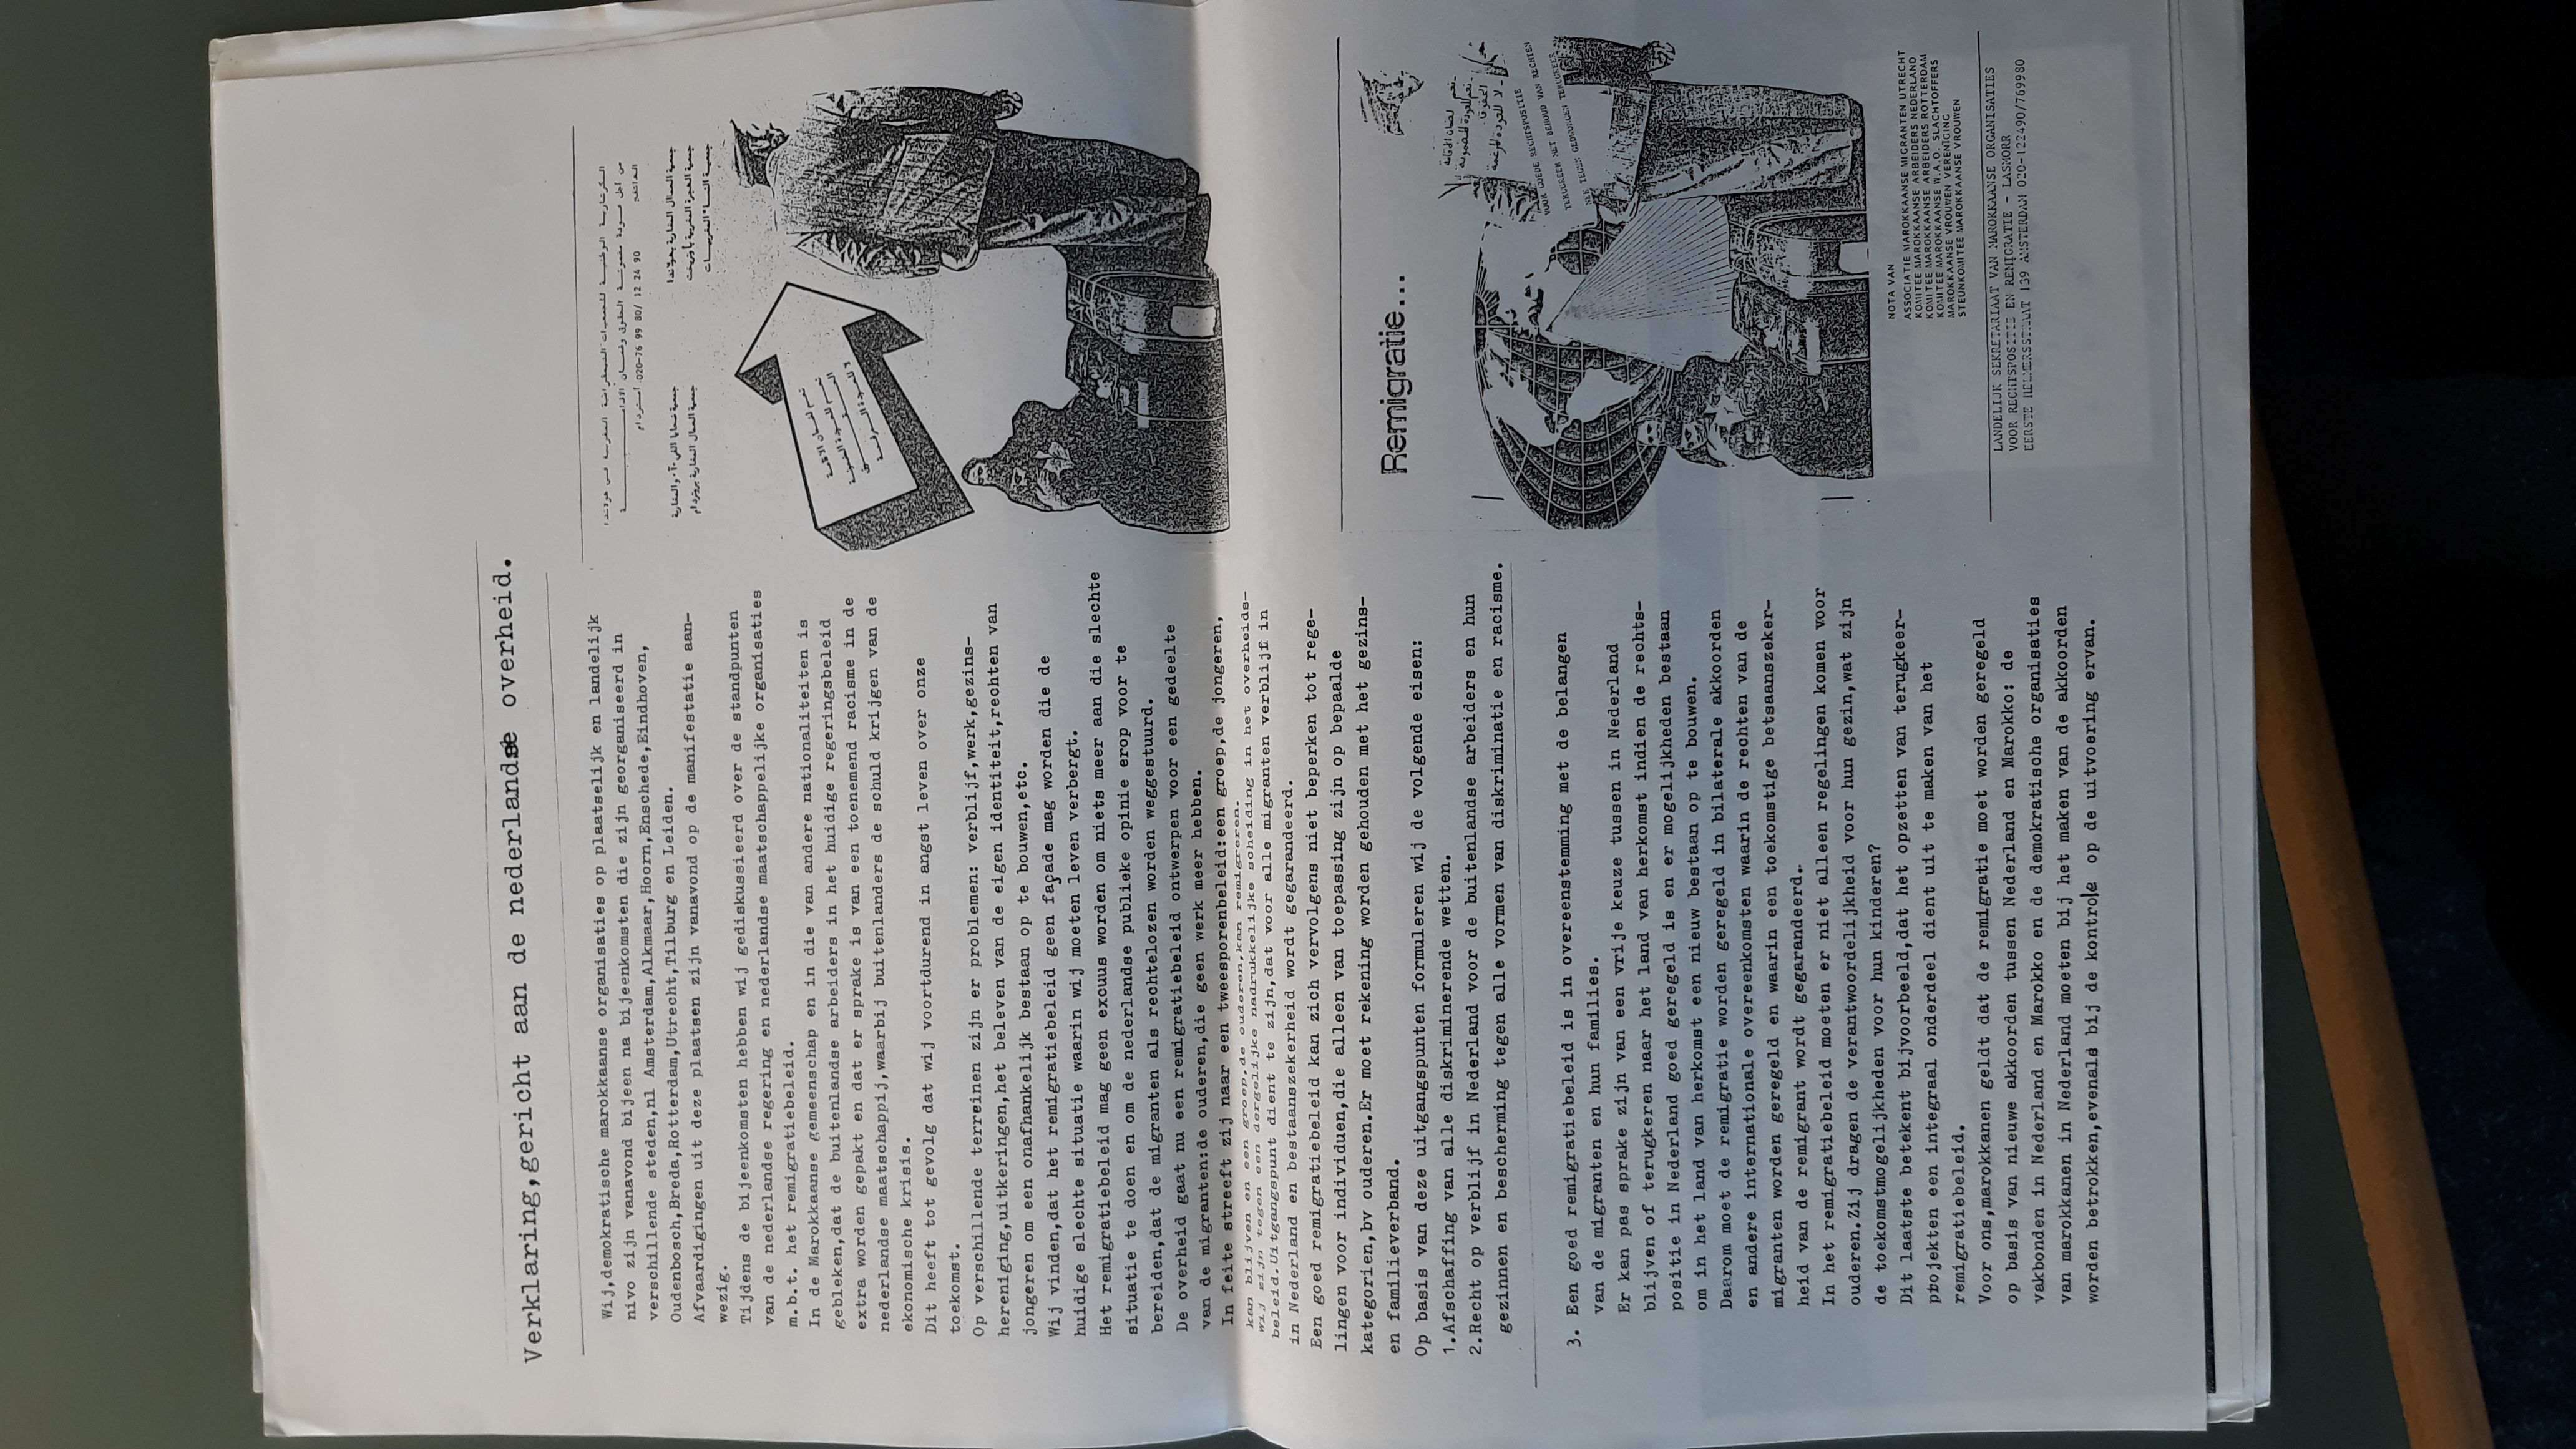 Verklaring,gericht aan de nederlandse overheid.
Wij,demokratische marokkaanse organisaties op plaatselijk en landelijk
nivo zijn vanavond bijeen na bijeenkomsten die zijn georganiseerd in
verschillende steden,nl Amsterdam,Alkmaar,Hoorn,Enschede,Eindhoven,
Oudenbosch,Breda,Rotterdam,Utrecht,Tilburg en Leiden.
Afvaardigingen uit deze plaatsen zijn vanavond op de manifestatie aan-
wezig.
Tijdens de bijeenkomsten hebben wij gediskussieerd over de standpunten
van de nederlandse regering en nederlandse maatschappelijke organisaties
m.b.t. het remigratiebeleid.
In de Marokkaanse gemeenschap en in die van andere nationaliteiten is
gebleken,dat de buitenlandse arbeiders in het huidige regeringsbeleid
extra worden gepakt en dat er sprake is van een toenemend racisme in de
nederlandse maatschappij,waarbij buitenlanders de schuld krijgen van de
ekonomische krisis.
Dit heeft tot gevolg dat wij voortdurend in angst leven over onze
toekomst.
Op verschillende terreinen zijn er problemen: verblijf,werk,gezins-
hereniging,uitkeringen,het beleven van de eigen identiteit,rechten van
jongeren om een onafhankelijk bestaan op te bouwen,etc.
Wij vinden,dat het remigratiebeleid geen façade mag worden die de
huidige slechte situatie waarin wij moeten leven verbergt.
Het remigratiebeleid mag geen excuus worden om niets meer aan die slechte
situatie te doen en om de nederlandse publieke opinie erop voor te
bereiden,dat de migranten als rechtelozen worden weggestuurd.
De overheid gaat nu een remigratiebeleid ontwerpen voor een gedeelte
van de migranten:de ouderen,die geen werk meer hebben.
In feite streeft zij naar een tweesporenbeleid:een groep,de jongeren,
kan blijven en een groep,de ouderen,kan remigreren.
wij zijn tegen een dergelijke nadrukkelijke scheiding in het overheids-
beleid.Uitgangspunt dient te zijn,dat voor alle migranten verblijf in
in Nederland en bestaanszekerheid wordt gegarandeerd.
Een goed remigratiebeleid kan zich vervolgens niet beperken tot rege-
lingen voor individuen,die alleen van toepassing zijn op bepaalde
kategorien,bv ouderen.Er moet rekening worden gehouden met het gezins-
en familieverband.
Op basis van deze uitgangspunten formuleren wij de volgende eisen:
1.Afschaffing van alle diskriminerende wetten.
2.Recht op verblijf in Nederland voor de buitenlandse arbeiders en hun
gezinnen en bescherming tegen alle vormen van diskriminatie en racisme.
3. Een goed remigratiebeleid is in overeenstemming met de belangen
van de migranten en hun families.
Er kan pas sprake zijn van een vrije keuze tussen in Nederland
blijven of terugkeren naar het land van herkomst indien de rechts-
positie in Nederland goed geregeld is en er mogelijkheden bestaan
om in het land van herkomst een nieuw bestaan op te bouwen.
Daarom moet de remigratie worden geregeld in bilaterale akkoorden
en andere internationale overeenkomsten waarin de rechten van de
migranten worden geregeld en waarin een toekomstige betsaanszeker-
heid van de remigrant wordt gegarandeerd.
In het remigratiebeleid moeten er niet alleen regelingen komen voor
ouderen.Zij dragen de verantwoordelijkheid voor hun gezin,wat zijn
de toekomstmogelijkheden voor hun kinderen?
Dit laatste betekent bijvoorbeeld,dat het opzetten van terugkeer-
projekten een integraal onderdeel dient uit te maken van het
remigratiebeleid.
Voor ons,marokkanen geldt dat de remigratie moet worden geregeld
op basis van nieuwe akkoorden tussen Nederland en Marokko: de
vakbonden in Nederland en Marokko en de demokratische organisaties
van marokkanen in Nederland moeten bij het maken van de akkoorden
worden betrokken,evenals bij de kontrole op de uitvoering ervan.
السكرتارية الوطنية للجمعيات الديمقراطية المغربية في هولاندا
من أجل عودة مضمونة الحقوق وضمان الاقامة
الهاتف: 020-76 99 80/ 12 24 90 أمستردام
جمعية العمال المغاربة بهولاندا
جمعية ضحايا الفي-آ-و المغاربة
جمعية الهجرة المغربية بأوتريخت
جمعية العمال المغاربة بروتردام
جمعية النساء المغربيات
نعم لضمان الاقامة
نعم للعودة المضمونة
الحقوق
لا للعودة المرغمة
Remigratie...
-نعم لضمان الاقامة
-نعم للعودة المضمونة
الحقوق.
-لا للعودة المرغمة
VOOR GOEDE RECHTSPOSITIE
TERUGKEER MET BEHOUD VAN RECHTEN
NEE TEGEN GEDWONGEN TERUGKEER
NOTA VAN
ASSOCIATIE MAROKKAANSE MIGRANTEN UTRECHT
KOMITEE MAROKKAANSE ARBEIDERS NEDERLAND
KOMITEE MAROKKAANSE ARBEIDERS ROTTERDAM
KOMITEE MAROKKAANSE W.A.O. SLACHTOFFERS
MAROKKAANSE VROUWEN VERENIGING
STEUNKOMITEE MAROKKAANSE VROUWEN
LANDELIJK SEKRETARIAAT VAN MAROKKAANSE ORGANISATIES
VOOR RECHTSPOSITIE EN REMIGRATIE - LASMORR
EERSTE HELMERSSTRAAT 139 AMSTERDAM 020-122490/769980